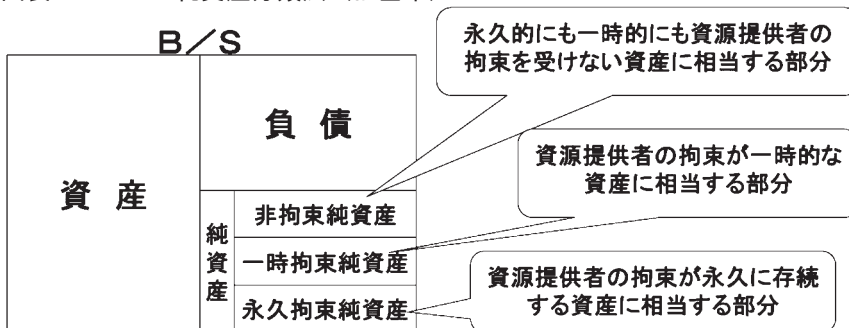 B／S
資産
負債
純資産
非拘束純資産
一時拘束純資産
永久拘束純資産
永久的にも一時的にも資源提供者の
拘束を受けない資産に相当する部分
資源提供者の拘束が一時的な
資産に相当する部分
資源提供者の拘束が永久に存続
する資産に相当する部分